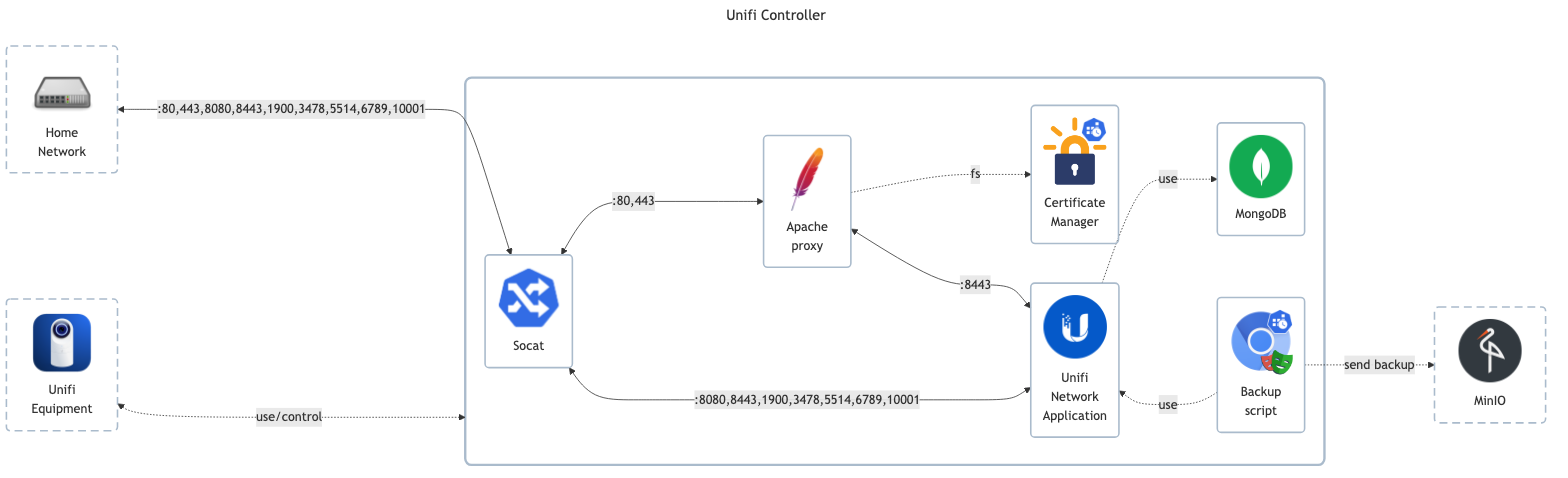 Unifi Controller
Home
Network
:80,443,8080,8443,1900,3478,5514,6789,10001
Unifi
Equipment
use/control
Socat
:80,443
Apache
proxy
fs
Certificate
Manager
:8443
:8080,8443,1900,3478,5514,6789,10001
Unifi
Network
Application
use
MongoDB
use
Backup
script
send backup
MinIO